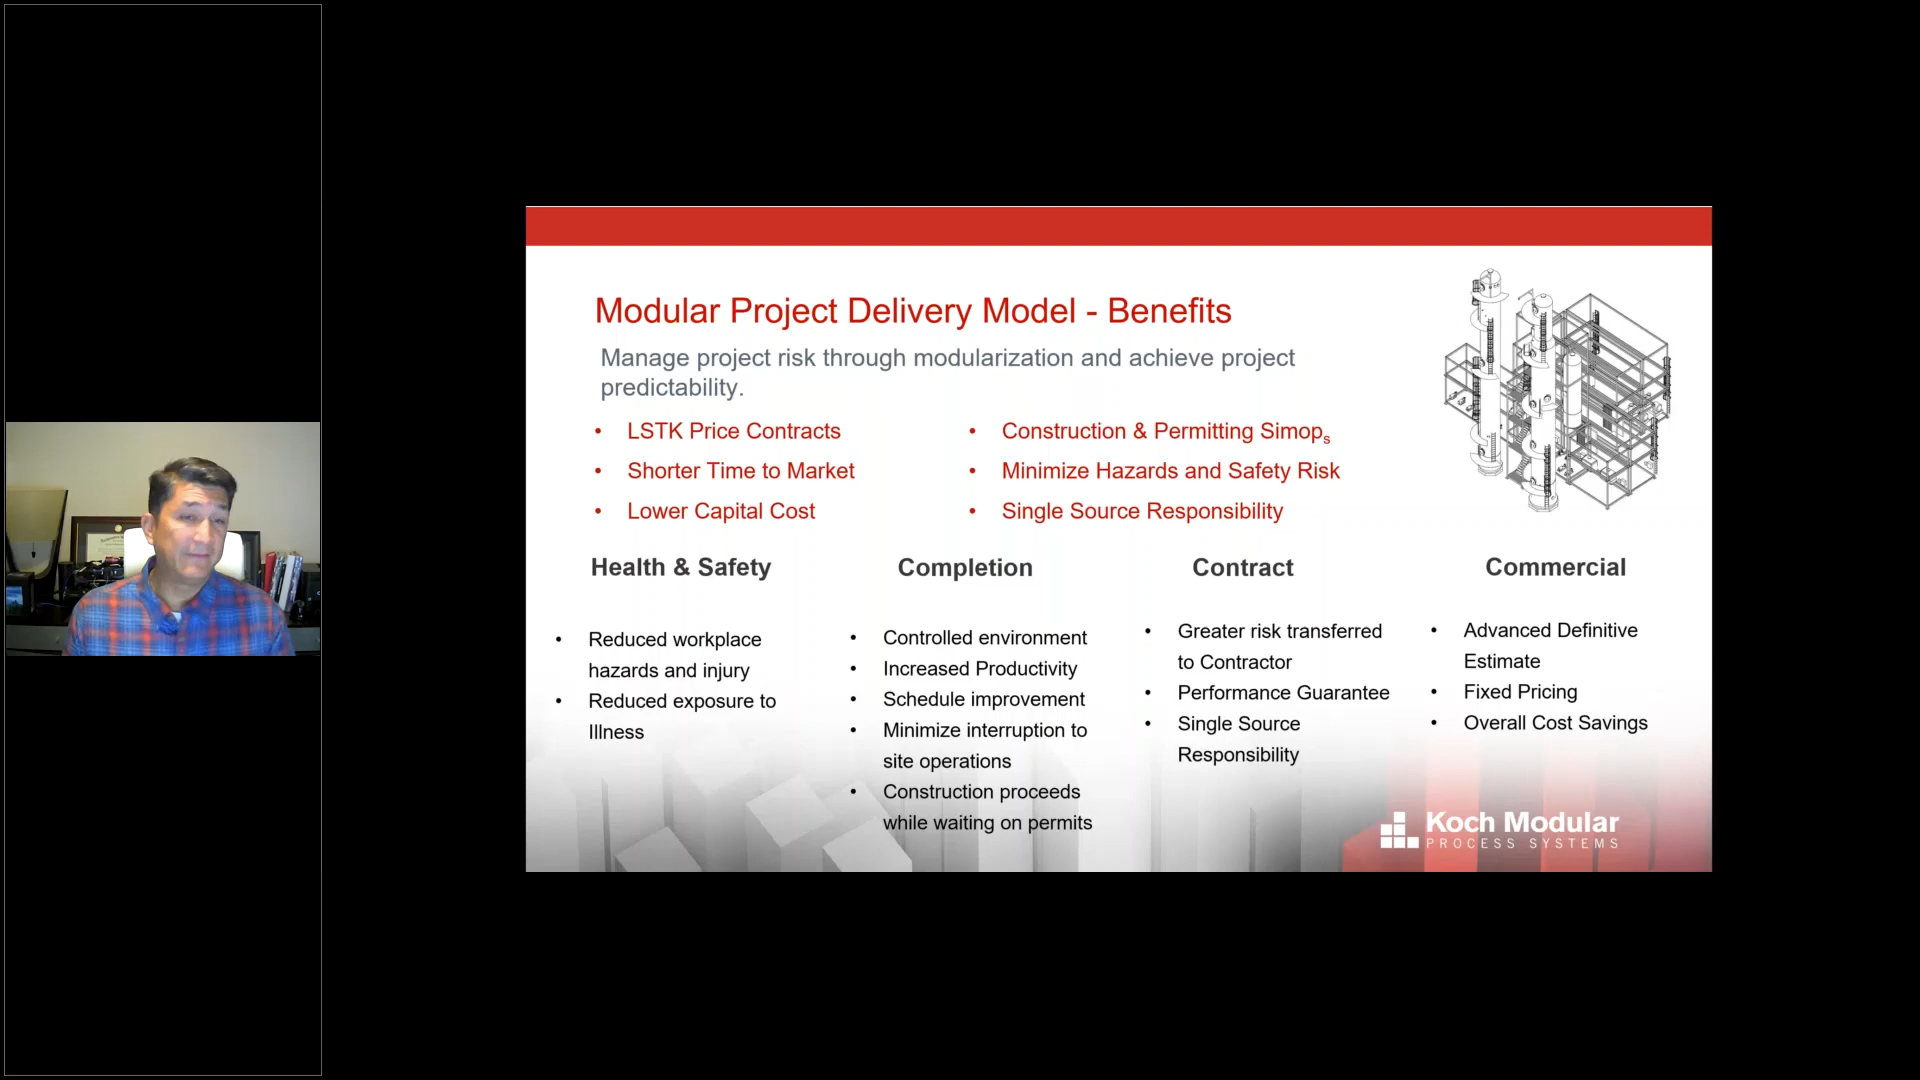 Modular Project Delivery Model - Benefits
Manage project risk through modularization and achieve project
predictability.
• LSTK Price Contracts
• Shorter Time to Market
• Lower Capital Cost
• Construction & Permitting Simops
• Minimize Hazards and Safety Risk
• Single Source Responsibility
Health & Safety
• Reduced workplace
hazards and injury
• Reduced exposure to
Illness
Completion
• Controlled environment
• Increased Productivity
• Schedule improvement
• Minimize interruption to
site operations
• Construction proceeds
while waiting on permits
Contract
• Greater risk transferred
to Contractor
• Performance Guarantee
• Single Source
Responsibility
Commercial
• Advanced Definitive
Estimate
• Fixed Pricing
• Overall Cost Savings
Koch Modular
PROCESS SYSTEMS